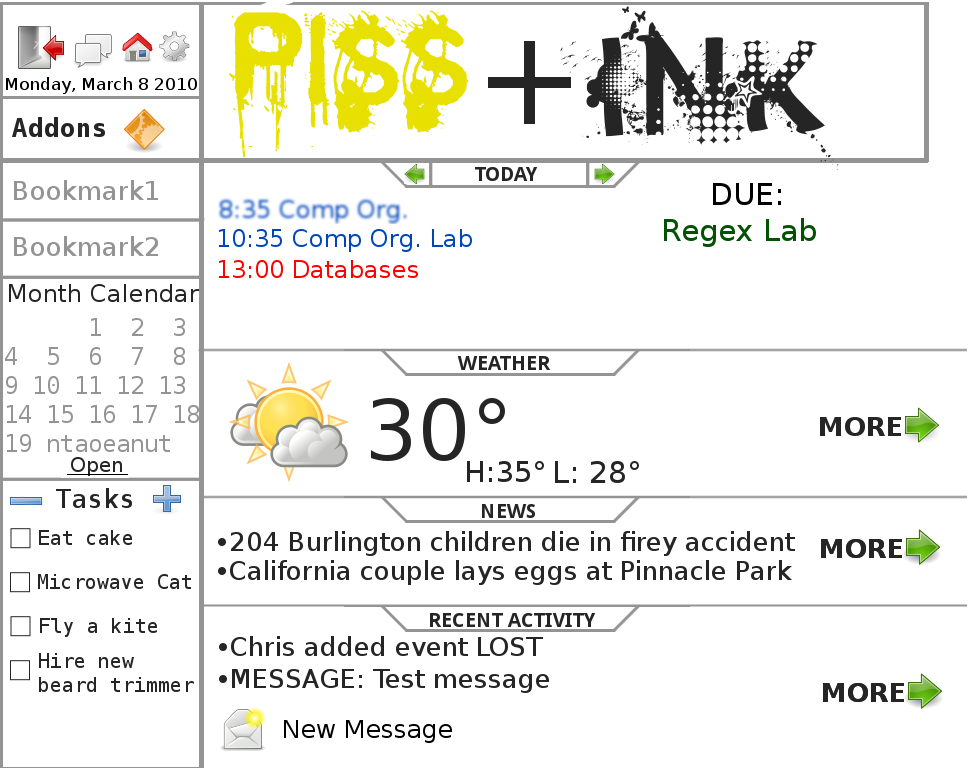 PISS + INK
Monday, March 8 2010
Addons
Bookmark1
Bookmark2
Month Calendar
1 2 3
4 5 6 7 8
9 10 11 12 13
14 15 16 17 18
19 ntaoeanut
Open
Tasks
Eat cake
Microwave Cat
Fly a kite
Hire new
beard trimmer
TODAY
8:35 Comp Org.
10:35 Comp Org. Lab
13:00 Databases
DUE:
Regex Lab
WEATHER
30°
H:35° L: 28°
MORE
NEWS
•204 Burlington children die in firey accident
•California couple lays eggs at Pinnacle Park
MORE
RECENT ACTIVITY
•Chris added event LOST
•MESSAGE: Test message
New Message
MORE